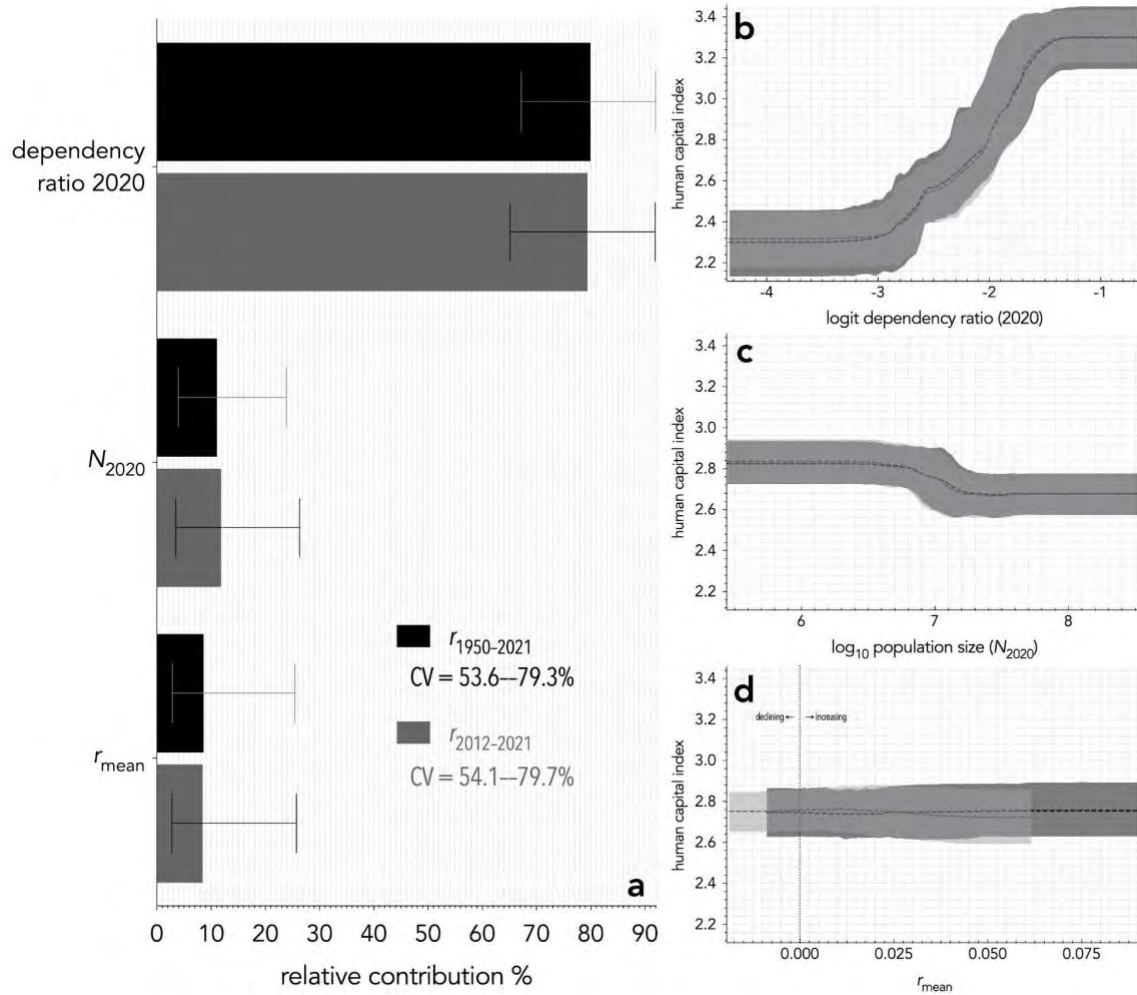 dependency
ratio 2020
N2020
rmean
r1950-2021
CV = 53.6--79.3%
r2012-2021
CV = 54.1--79.7%
a
0 10 20 30 40 50 60 70 80 90
relative contribution %
b
human capital index
3.4
3.2
3.0
2.8
2.6
2.4
2.2
-4 -3 -2 -1
logit dependency ratio (2020)
c
human capital index
3.4
3.2
3.0
2.8
2.6
2.4
2.2
6 7 8
log10 population size (N2020)
d
declining ← → increasing
human capital index
3.4
3.2
3.0
2.8
2.6
2.4
2.2
0.000 0.025 0.050 0.075
rmean